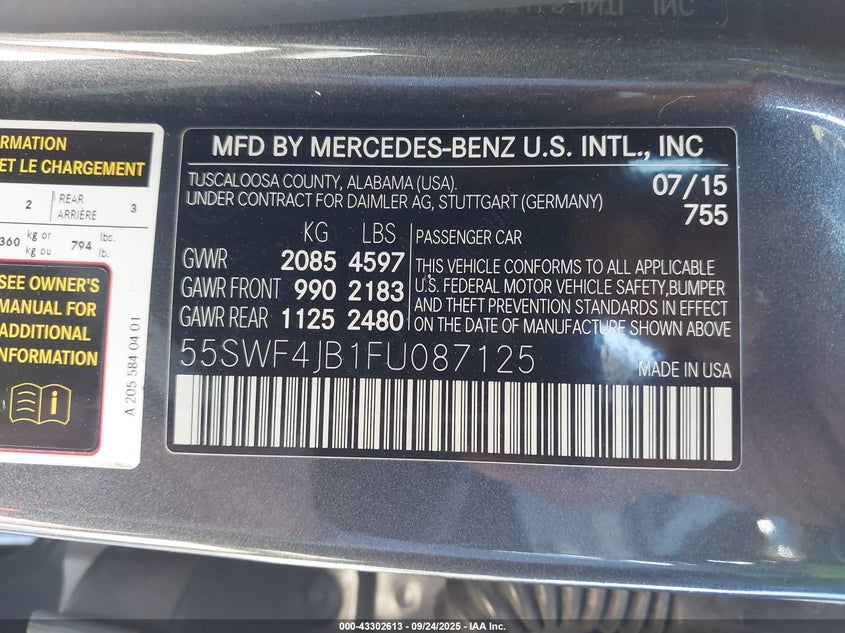 MFD BY MERCEDES-BENZ U.S. INTL., INC
TUSCALOOSA COUNTY, ALABAMA (USA). 07/15
UNDER CONTRACT FOR DAIMLER AG, STUTTGART (GERMANY) 755
KG LBS PASSENGER CAR
GVWR 2085 4597
GAWR FRONT 990 2183
GAWR REAR 1125 2480
THIS VEHICLE CONFORMS TO ALL APPLICABLE
U.S. FEDERAL MOTOR VEHICLE SAFETY,BUMPER
AND THEFT PREVENTION STANDARDS IN EFFECT
ON THE DATE OF MANUFACTURE SHOWN ABOVE
55SWF4JB1FU087125
MADE IN USA
ET LE CHARGEMENT
2 REAR 3
ARRIÈRE
360 kg or 794 lbs.
kg ou lb.
SEE OWNER'S
MANUAL FOR
ADDITIONAL
INFORMATION
A 205 584 04 01
000-43302613 - 09/24/2025 - IAA Inc.